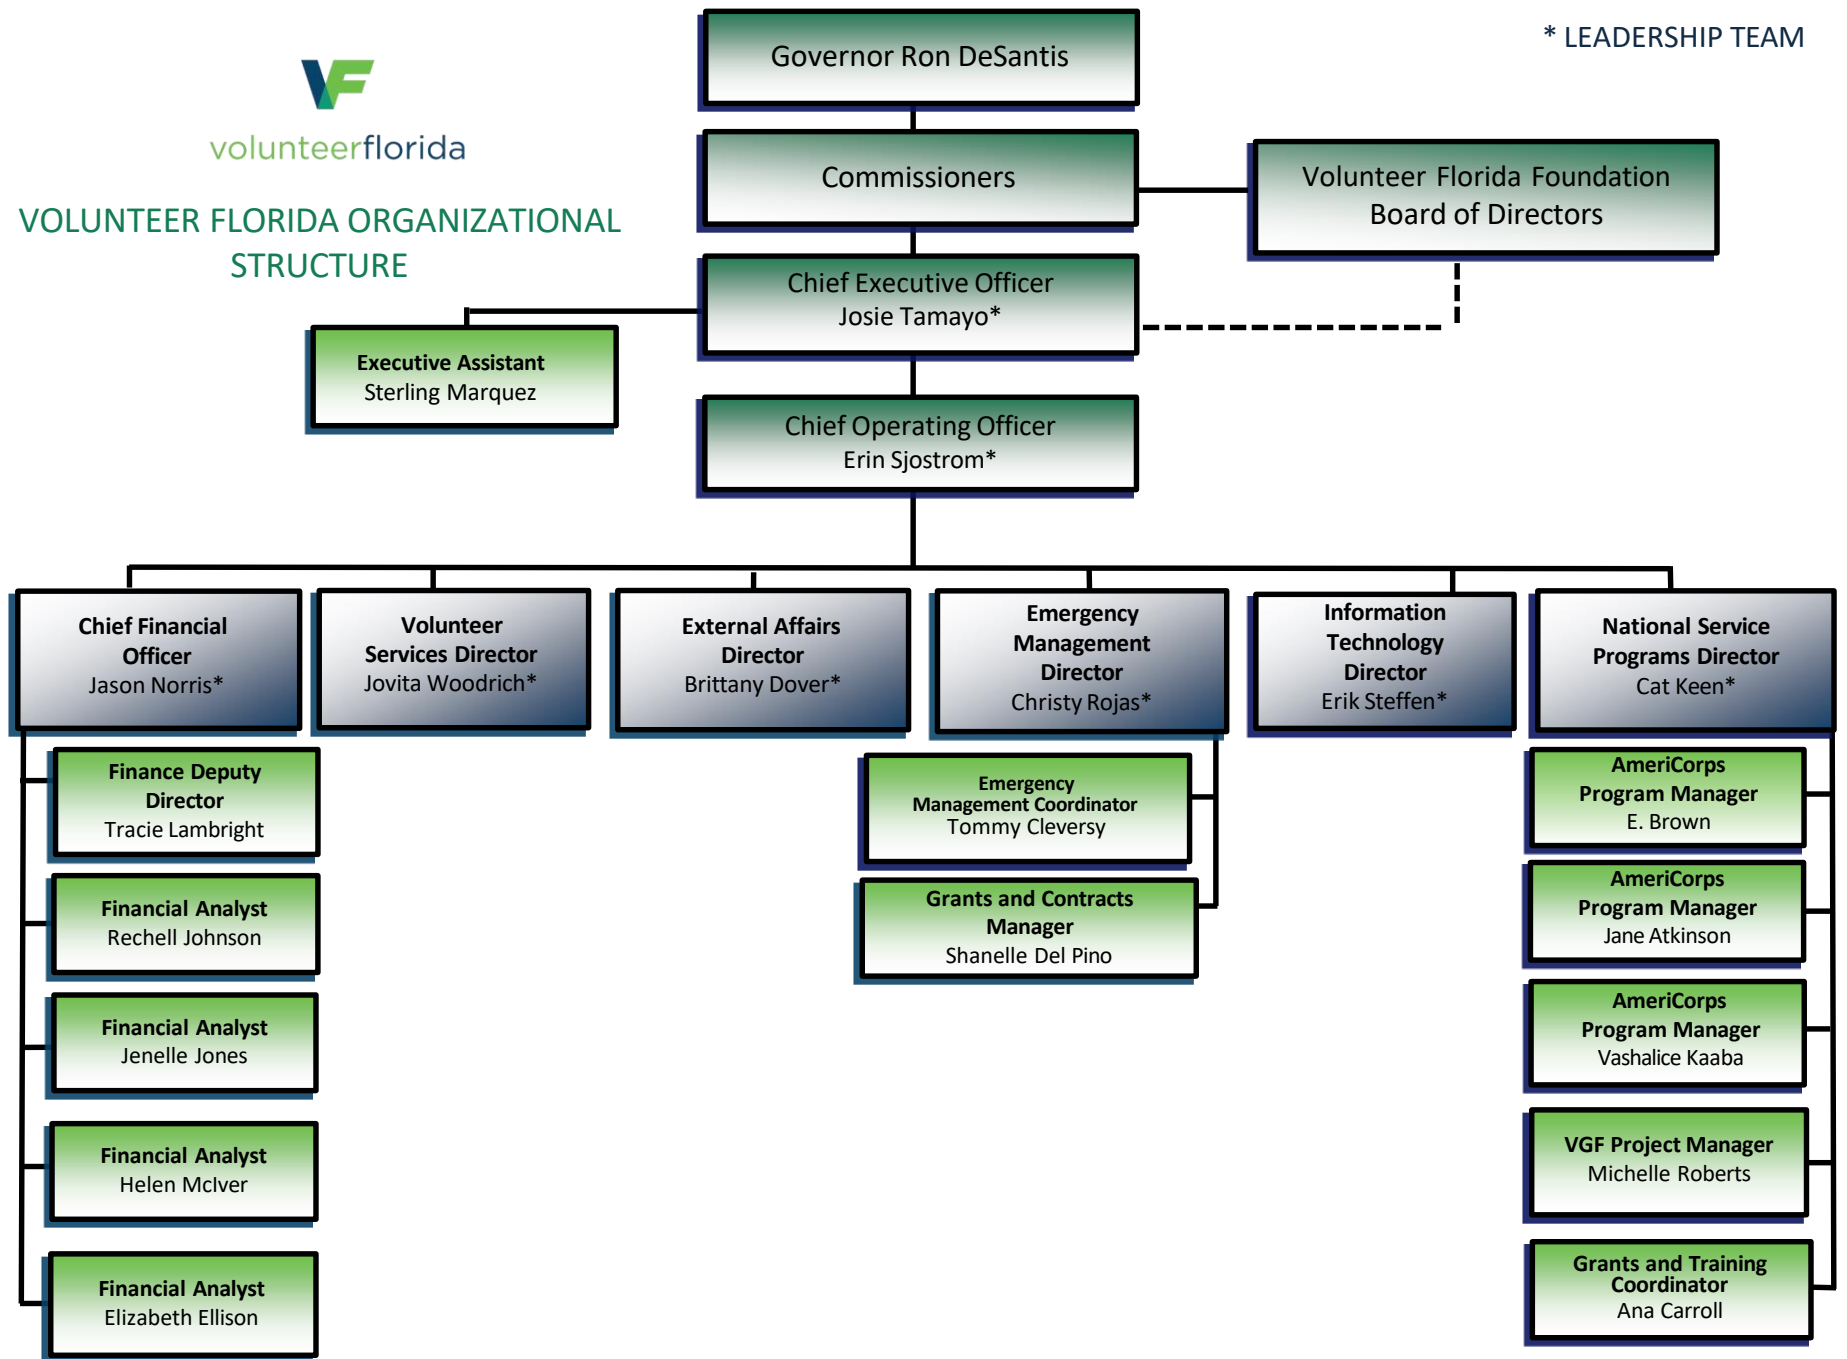 * LEADERSHIP TEAM
VF
volunteerflorida
VOLUNTEER FLORIDA ORGANIZATIONAL
STRUCTURE
Governor Ron DeSantis
Commissioners
Volunteer Florida Foundation
Board of Directors
Chief Executive Officer
Josie Tamayo*
Executive Assistant
Sterling Marquez
Chief Operating Officer
Erin Sjostrom*
Chief Financial
Officer
Jason Norris*
Volunteer
Services Director
Jovita Woodrich*
External Affairs
Director
Brittany Dover*
Emergency
Management
Director
Christy Rojas*
Information
Technology
Director
Erik Steffen*
National Service
Programs Director
Cat Keen*
Finance Deputy
Director
Tracie Lambright
Financial Analyst
Rechell Johnson
Financial Analyst
Jenelle Jones
Financial Analyst
Helen McIver
Financial Analyst
Elizabeth Ellison
Emergency
Management Coordinator
Tommy Cleversy
Grants and Contracts
Manager
Shanelle Del Pino
AmeriCorps
Program Manager
E. Brown
AmeriCorps
Program Manager
Jane Atkinson
AmeriCorps
Program Manager
Vashalice Kaaba
VGF Project Manager
Michelle Roberts
Grants and Training
Coordinator
Ana Carroll